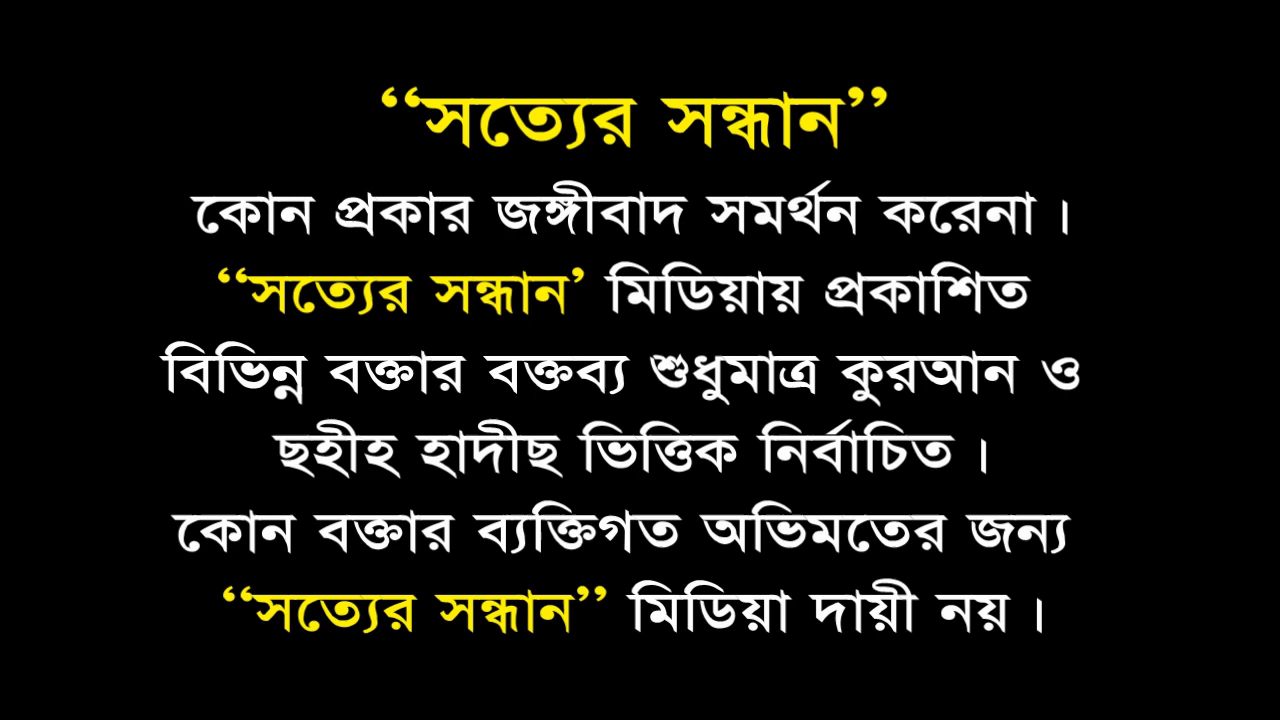 “সত্যের সন্ধান”
কোন প্রকার জঙ্গীবাদ সমর্থন করেনা।
“সত্যের সন্ধান’ মিডিয়ায় প্রকাশিত
বিভিন্ন বক্তার বক্তব্য শুধুমাত্র কুরআন ও
ছহীহ হাদীছ ভিত্তিক নির্বাচিত।
কোন বক্তার ব্যক্তিগত অভিমতের জন্য
“সত্যের সন্ধান” মিডিয়া দায়ী নয়।